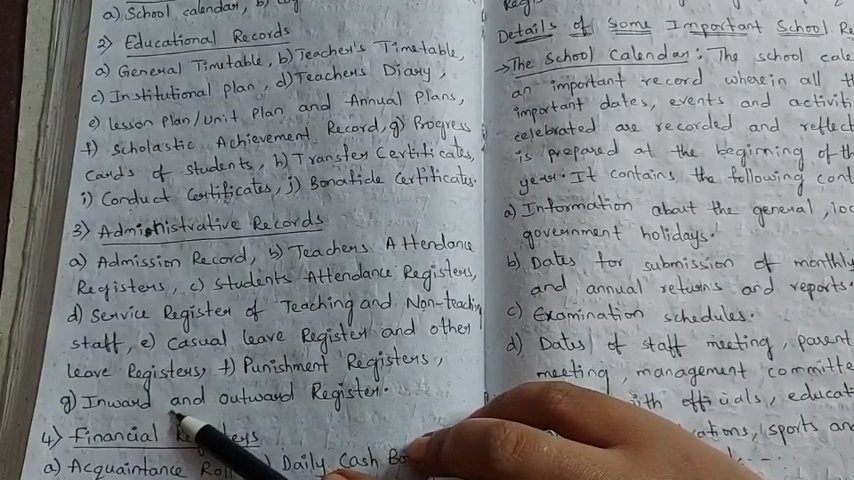 a) School calendar, b) Log
2) Educational Records
a) General Timetable, b) Teacher's Timetable,
c) Institutional plan, d) Teachers Diary,
e) lesson plan/unit plan and Annual Plans,
f) Scholastic Achievement Record, g) Progress
cards of students, h) Transfer Certificates,
i) Conduct Certificates, j) Bonafide Certificates.
3) Administrative Records
a) Admission Record, b) Teachers Attendance
Registers, c) Students Attendance Registers,
d) Service Register of Teaching and Non-teaching
staff, e) Casual leave Register and other
leave Registers, f) Punishment Registers,
g) Inward and outward Register.
4) Financial
a) Acquaintance Roll Daily Cash
Details of Some Important School
→ The School Calendar: The school
an important record wherein all
important dates, events and
celebrated are recorded and
is prepared at the beginning of
year. It contains the following
a) Information about the general,
government holidays.
b) Dates for submission of monthly
and annual returns and reports.
c) Examination schedules.
d) Dates of staff meeting, parent
meeting, management
with officials,
sports and